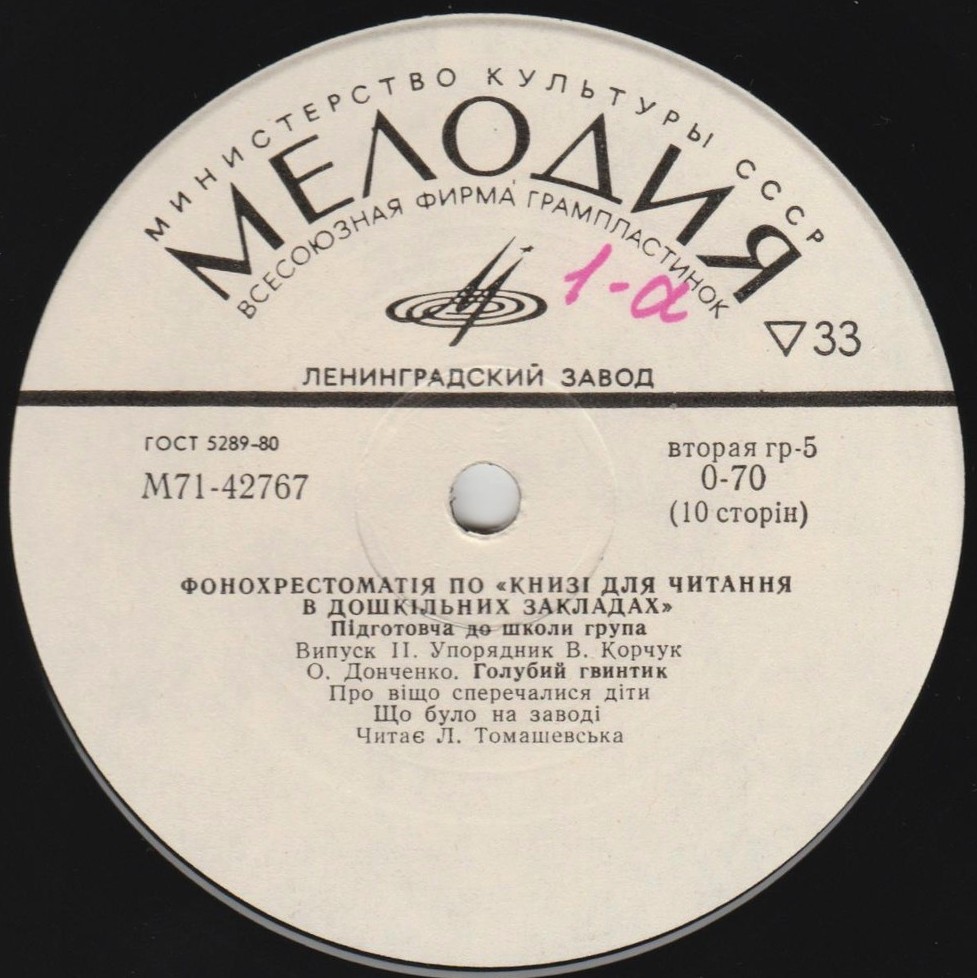 МИНИСТЕРСТВО КУЛЬТУРЫ СССР
МЕЛОДИЯ
ВСЕСОЮЗНАЯ ФИРМА ГРАМПЛАСТИНОК
1-а
33
ЛЕНИНГРАДСКИЙ ЗАВОД
ГОСТ 5289-80
вторая гр-5
М71-42767
0-70
(10 сторін)
ФОНОХРЕСТОМАТІЯ ПО «КНИЗІ ДЛЯ ЧИТАННЯ
В ДОШКІЛЬНИХ ЗАКЛАДАХ»
Підготовча до школи група
Випуск II. Упорядник В. Корчук
О. Донченко. Голубий гвинтик
Про віщо сперечалися діти
Що було на заводі
Читає Л. Томашевська